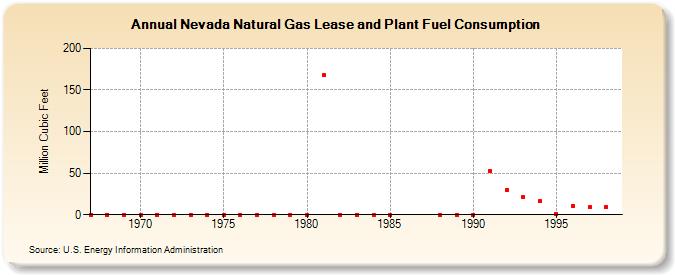 Annual Nevada Natural Gas Lease and Plant Fuel Consumption
Million Cubic Feet
200
150
100
50
0
1970 1975 1980 1985 1990 1995
Source: U.S. Energy Information Administration